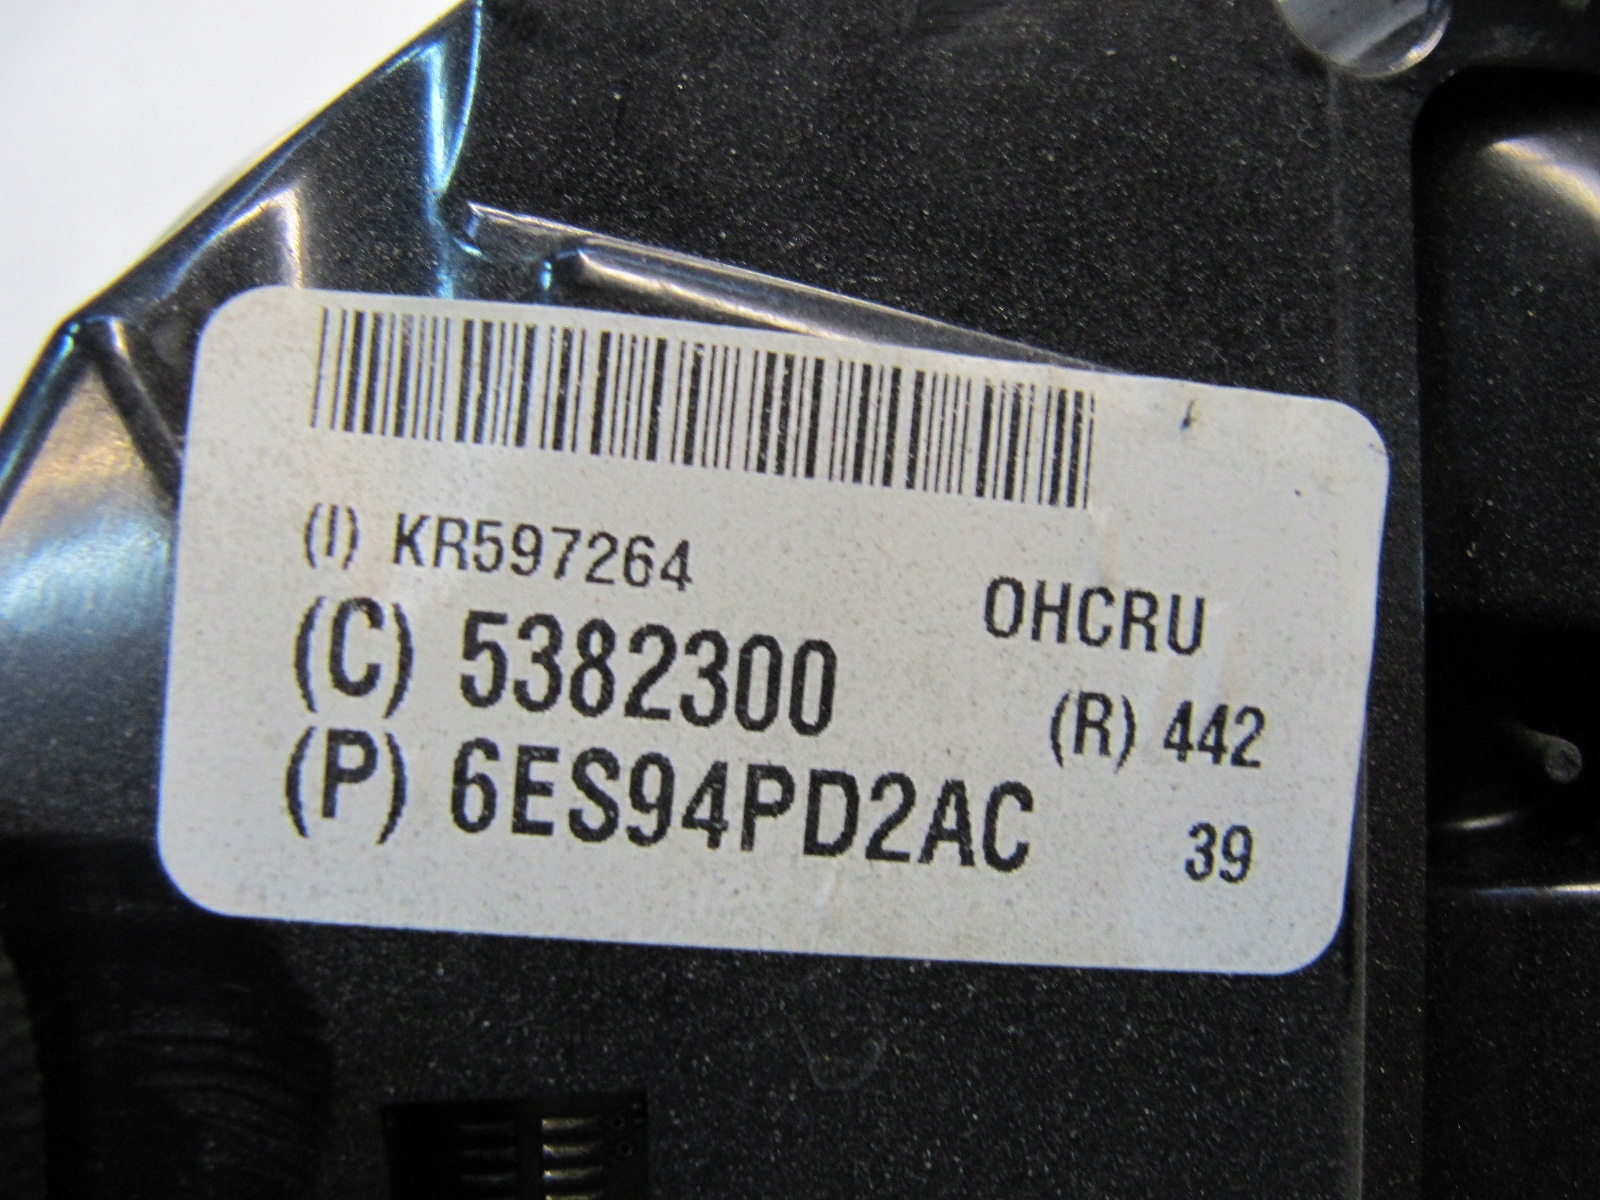 (I) KR597264
OHCRU
(C) 5382300
(R) 442
(P) 6ES94PD2AC
39